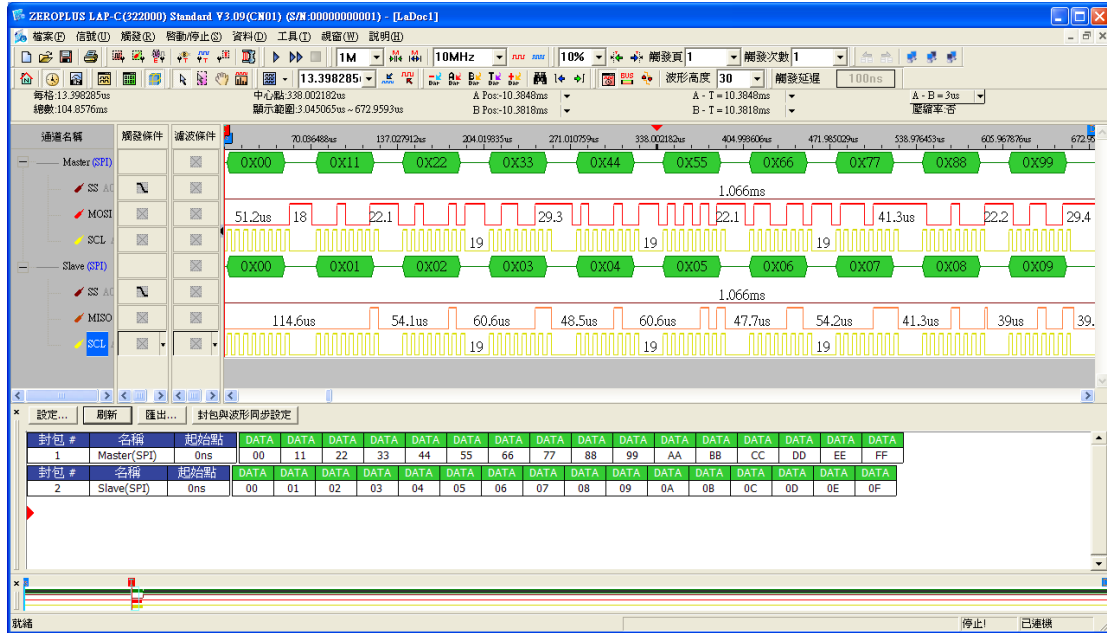 ZEROPLUS LAP-C(322000) Standard V3.09(CN01) (S/N:00000000001) - [LaDoc1]
檔案(F) 信號(U) 觸發(R) 啟動/停止(S) 資料(D) 工具(T) 視窗(W) 說明(H)
1M 10MHz 10% 觸發頁 1 觸發次數 1
13.398285 Bar Bar Bar Bar Bar 波形高度 30 觸發延遲 100ns
每格:13.398285us 中心點:338.002182us A Pos:-10.3848ms A - T = 10.3848ms A - B = 3us
總數:104.8576ms 顯示範圍:3.045065us ~ 672.9593us B Pos:-10.3818ms B - T = 10.3818ms 壓縮率:否
通道名稱 觸發條件 濾波條件 70.036488us 137.027912us 204.019335us 271.010759us 338.002182us 404.993606us 471.985029us 538.976453us 605.967876us 672.95
Master (SPI) 0X00 0X11 0X22 0X33 0X44 0X55 0X66 0X77 0X88 0X99
SS A0 1.066ms
MOSI 51.2us 18 22.1 29.3 22.1 41.3us 22.2 29.4
SCL 19 19 19
Slave (SPI) 0X00 0X01 0X02 0X03 0X04 0X05 0X06 0X07 0X08 0X09
SS A0 1.066ms
MISO 114.6us 54.1us 60.6us 48.5us 60.6us 47.7us 54.2us 41.3us 39us 39.
SCL 19 19 19
設定... 刷新 匯出... 封包與波形同步設定
封包 # 名稱 起始點 DATA DATA DATA DATA DATA DATA DATA DATA DATA DATA DATA DATA DATA DATA DATA DATA
1 Master(SPI) 0ns 00 11 22 33 44 55 66 77 88 99 AA BB CC DD EE FF
封包 # 名稱 起始點 DATA DATA DATA DATA DATA DATA DATA DATA DATA DATA DATA DATA DATA DATA DATA DATA
2 Slave(SPI) 0ns 00 01 02 03 04 05 06 07 08 09 0A 0B 0C 0D 0E 0F
T
就緒 停止! 已連機